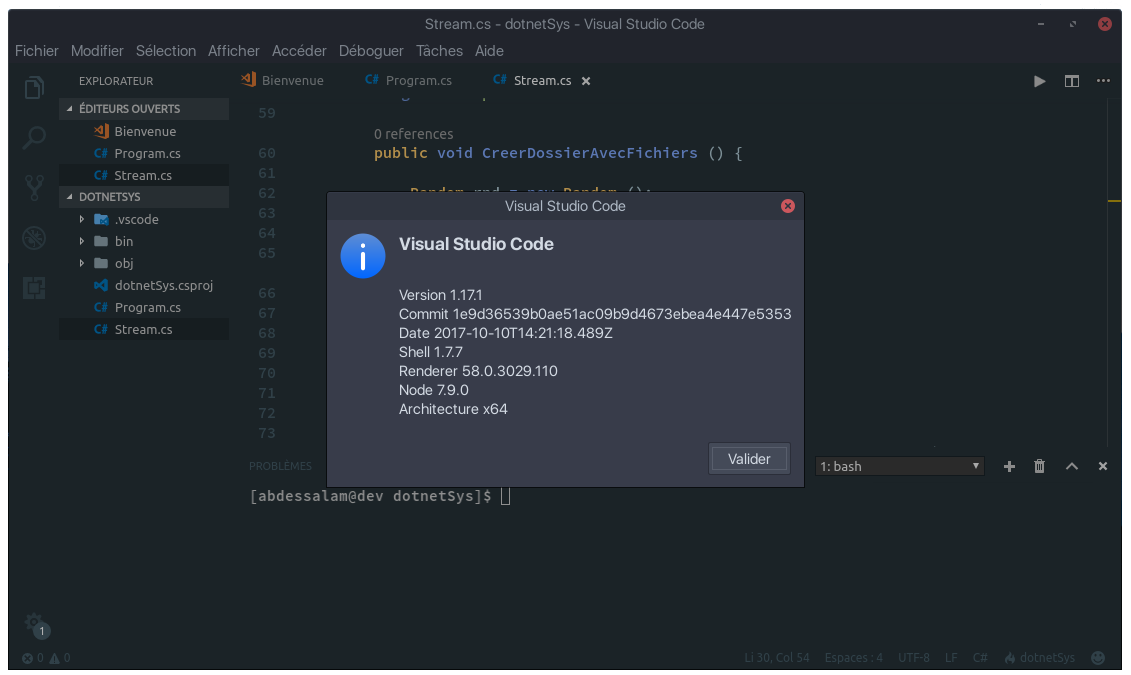 Stream.cs - dotnetSys - Visual Studio Code
Fichier Modifier Sélection Afficher Accéder Déboguer Tâches Aide
EXPLORATEUR
ÉDITEURS OUVERTS
Bienvenue
C# Program.cs
C# Stream.cs
DOTNETSYS
.vscode
bin
obj
dotnetSys.csproj
C# Program.cs
C# Stream.cs
1
Bienvenue C# Program.cs C# Stream.cs
59
0 references
60 public void CreerDossierAvecFichiers () {
61
62 Random rnd = new Random ();
63
64
65
66
67
68
69
70
71
72
73
Visual Studio Code
Visual Studio Code
Version 1.17.1
Commit 1e9d36539b0ae51ac09b9d4673ebea4e447e5353
Date 2017-10-10T14:21:18.489Z
Shell 1.7.7
Renderer 58.0.3029.110
Node 7.9.0
Architecture x64
Valider
PROBLÈMES 1: bash
[abdessalam@dev dotnetSys]$
0 0 Li 30, Col 54 Espaces : 4 UTF-8 LF C# dotnetSys